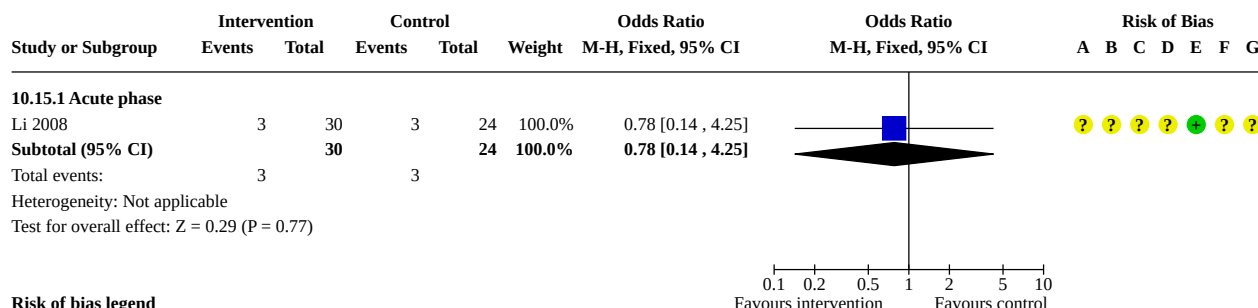 Intervention Control Odds Ratio Odds Ratio Risk of Bias
Study or Subgroup Events Total Events Total Weight M-H, Fixed, 95% CI M-H, Fixed, 95% CI A B C D E F G
10.15.1 Acute phase
Li 2008 3 30 3 24 100.0% 0.78 [0.14 , 4.25] ? ? ? ? + ? ?
Subtotal (95% CI) 30 24 100.0% 0.78 [0.14 , 4.25]
Total events: 3 3
Heterogeneity: Not applicable
Test for overall effect: Z = 0.29 (P = 0.77)
0.1 0.2 0.5 1 2 5 10
Favours intervention Favours control
Risk of bias legend